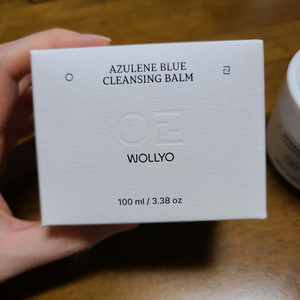 AZULENE BLUE
CLEANSING BALM
WOLLYO
100 ml / 3.38 oz